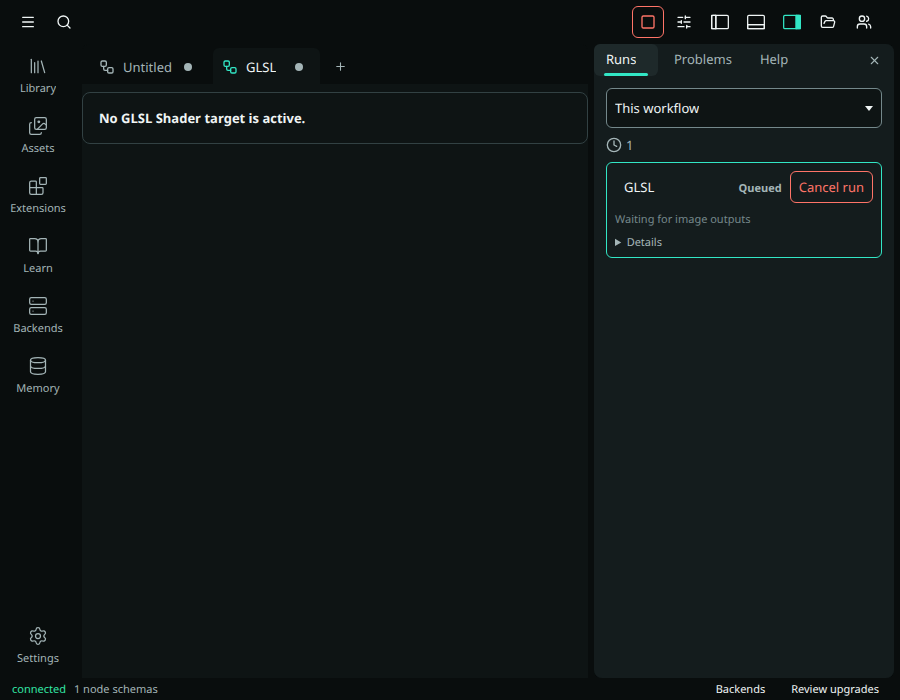 Library
Assets
Extensions
Learn
Backends
Memory
Settings
Untitled
GLSL
No GLSL Shader target is active.
Runs Problems Help
This workflow
1
GLSL Queued Cancel run
Waiting for image outputs
Details
connected 1 node schemas
Backends Review upgrades